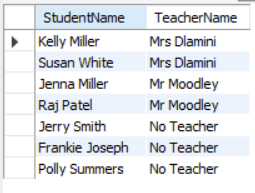 StudentName TeacherName
Kelly Miller Mrs Dlamini
Susan White Mrs Dlamini
Jenna Miller Mr Moodley
Raj Patel Mr Moodley
Jerry Smith No Teacher
Frankie Joseph No Teacher
Polly Summers No Teacher